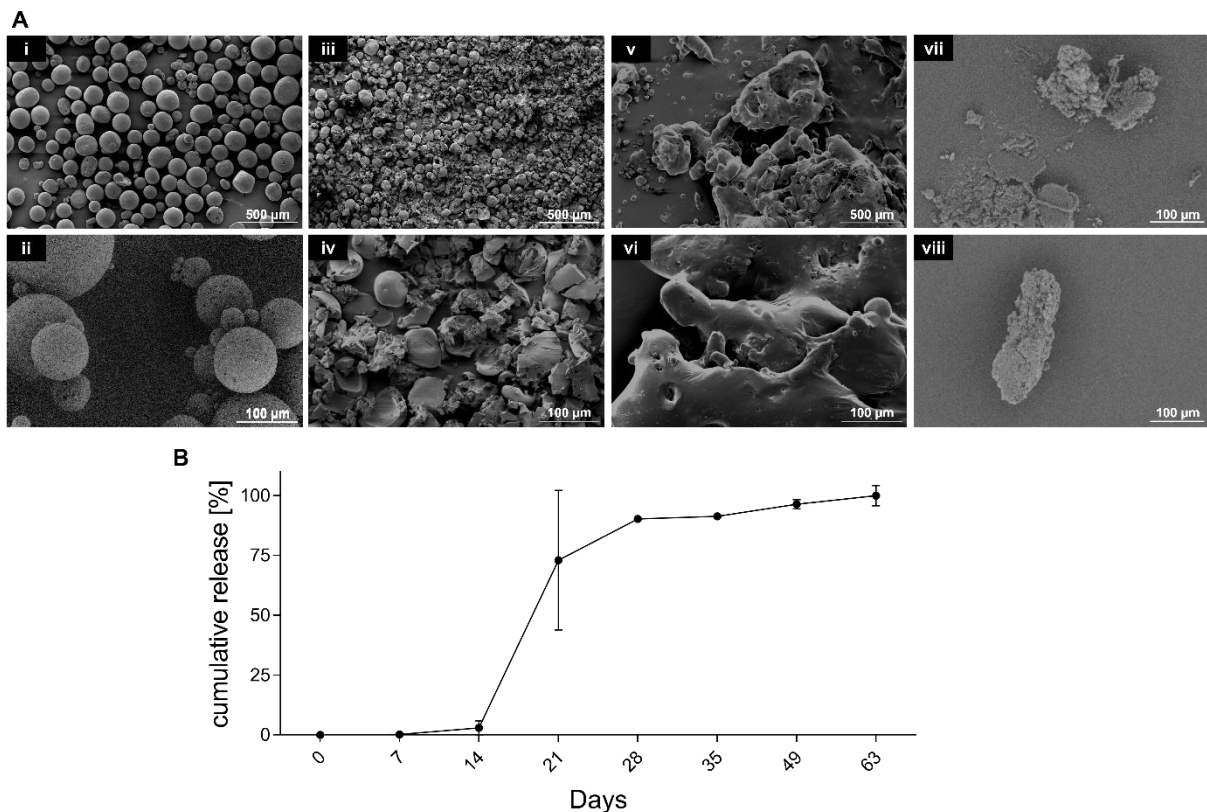 A
i
iii
v
vii
500 µm
500 µm
500 µm
100 µm
ii
iv
vi
viii
100 µm
100 µm
100 µm
100 µm
B
cumulative release [%]
100
75
50
25
0
0 7 14 21 28 35 49 63
Days